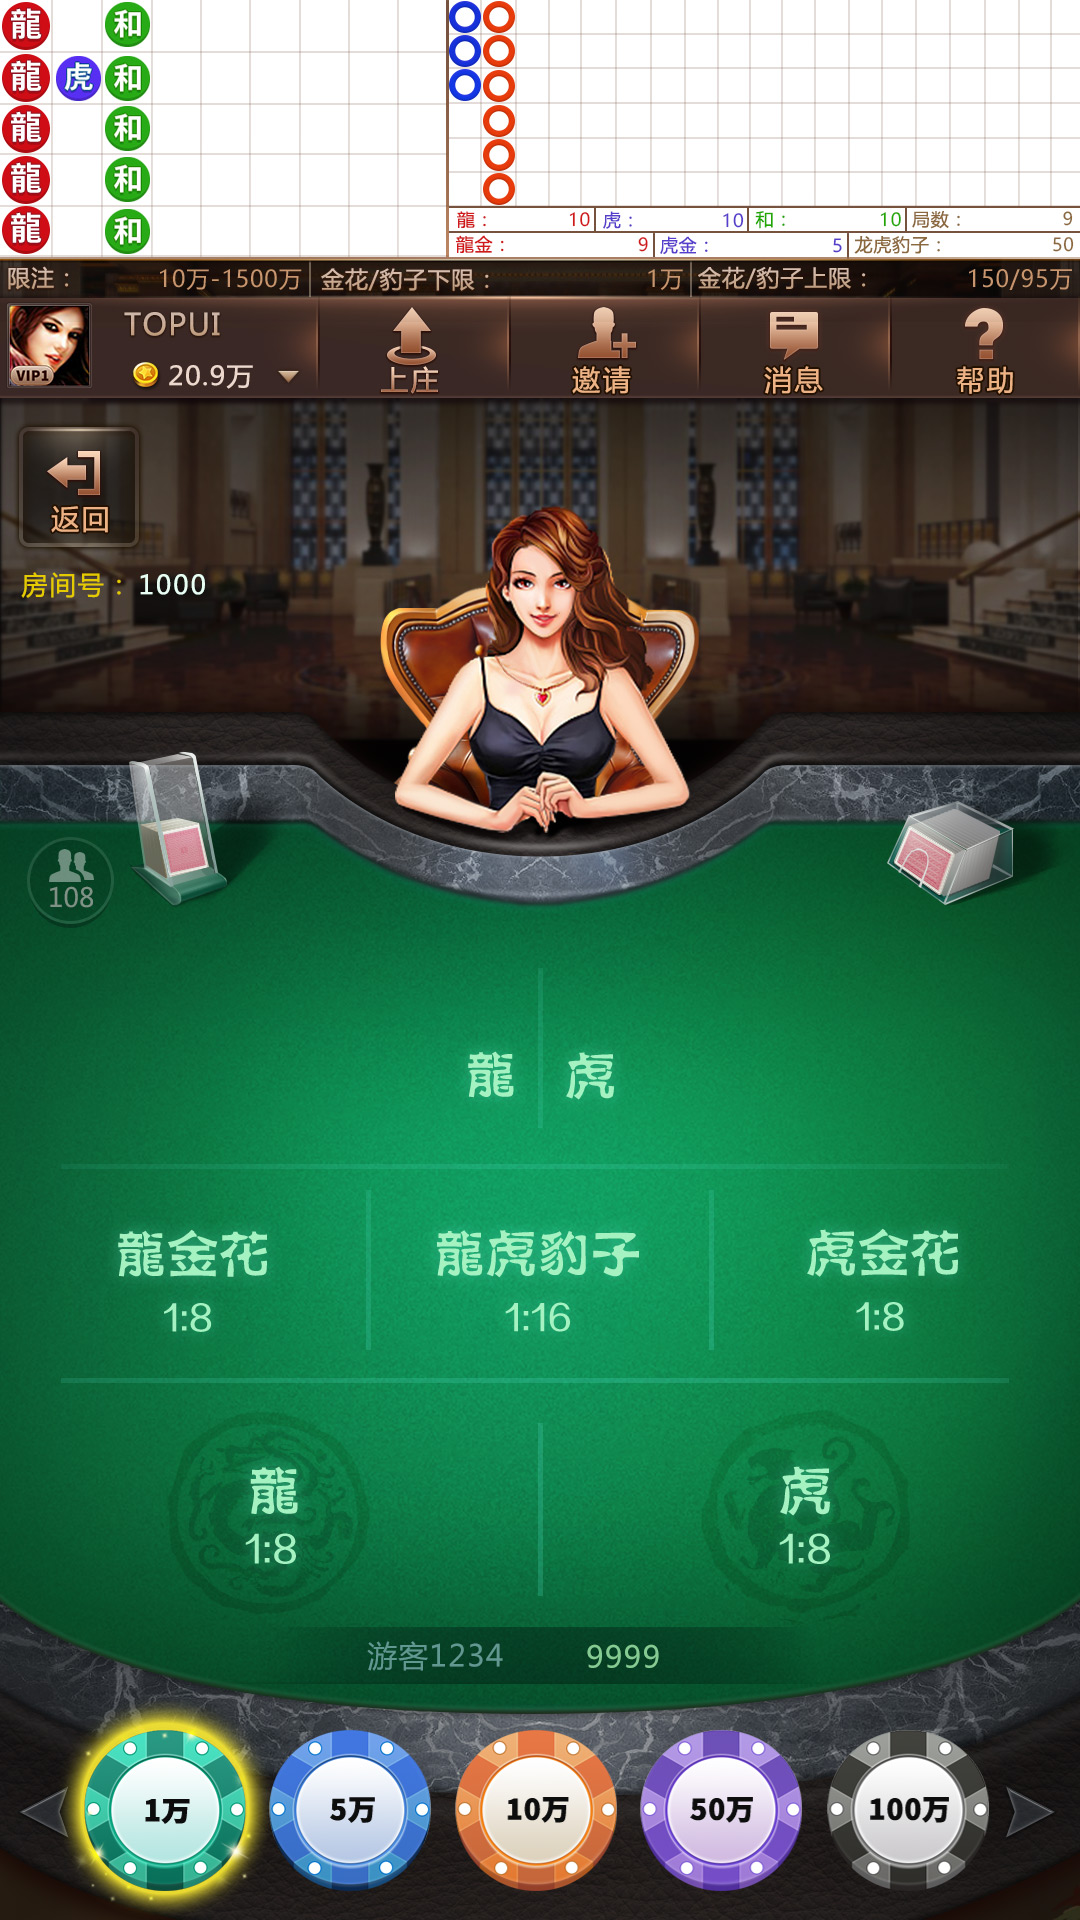 龍 和
龍 虎 和
龍 和
龍 和
龍 和
龍： 10 虎： 10 和： 10 局数： 9
龍金： 9 虎金： 5 龙虎豹子： 50
限注： 10万-1500万 金花/豹子下限： 1万 金花/豹子上限： 150/95万
TOPUI
VIP1 20.9万 上庄 邀请 消息 帮助
返回
房间号：1000
108
龍 虎
龍金花 龍虎豹子 虎金花
1:8 1:16 1:8
龍 虎
1:8 1:8
游客1234 9999
1万 5万 10万 50万 100万